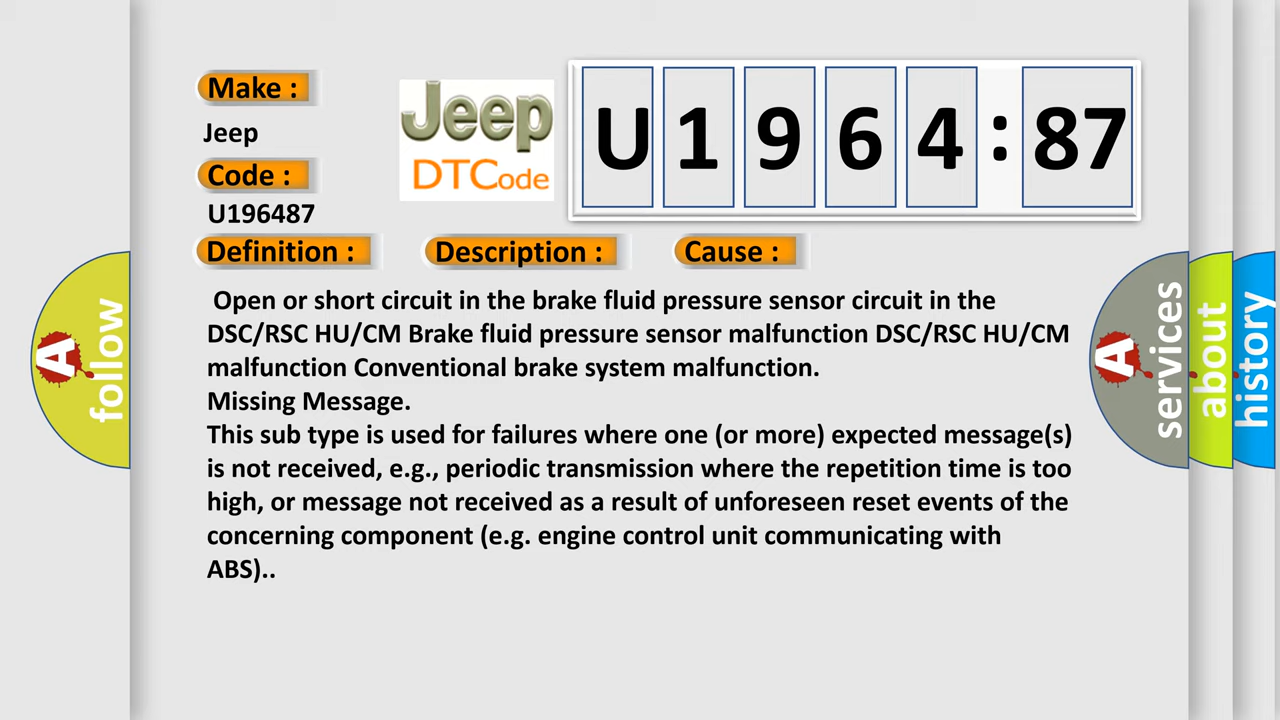 Make :
Jeep
Code :
U196487
Jeep
DTCode
U1964:87
Definition :
Description :
Cause :
Open or short circuit in the brake fluid pressure sensor circuit in the
DSC/RSC HU/CM Brake fluid pressure sensor malfunction DSC/RSC HU/CM
malfunction Conventional brake system malfunction.
Missing Message.
This sub type is used for failures where one (or more) expected message(s)
is not received, e.g., periodic transmission where the repetition time is too
high, or message not received as a result of unforeseen reset events of the
concerning component (e.g. engine control unit communicating with
ABS)..
A
follow
A
services
about
history